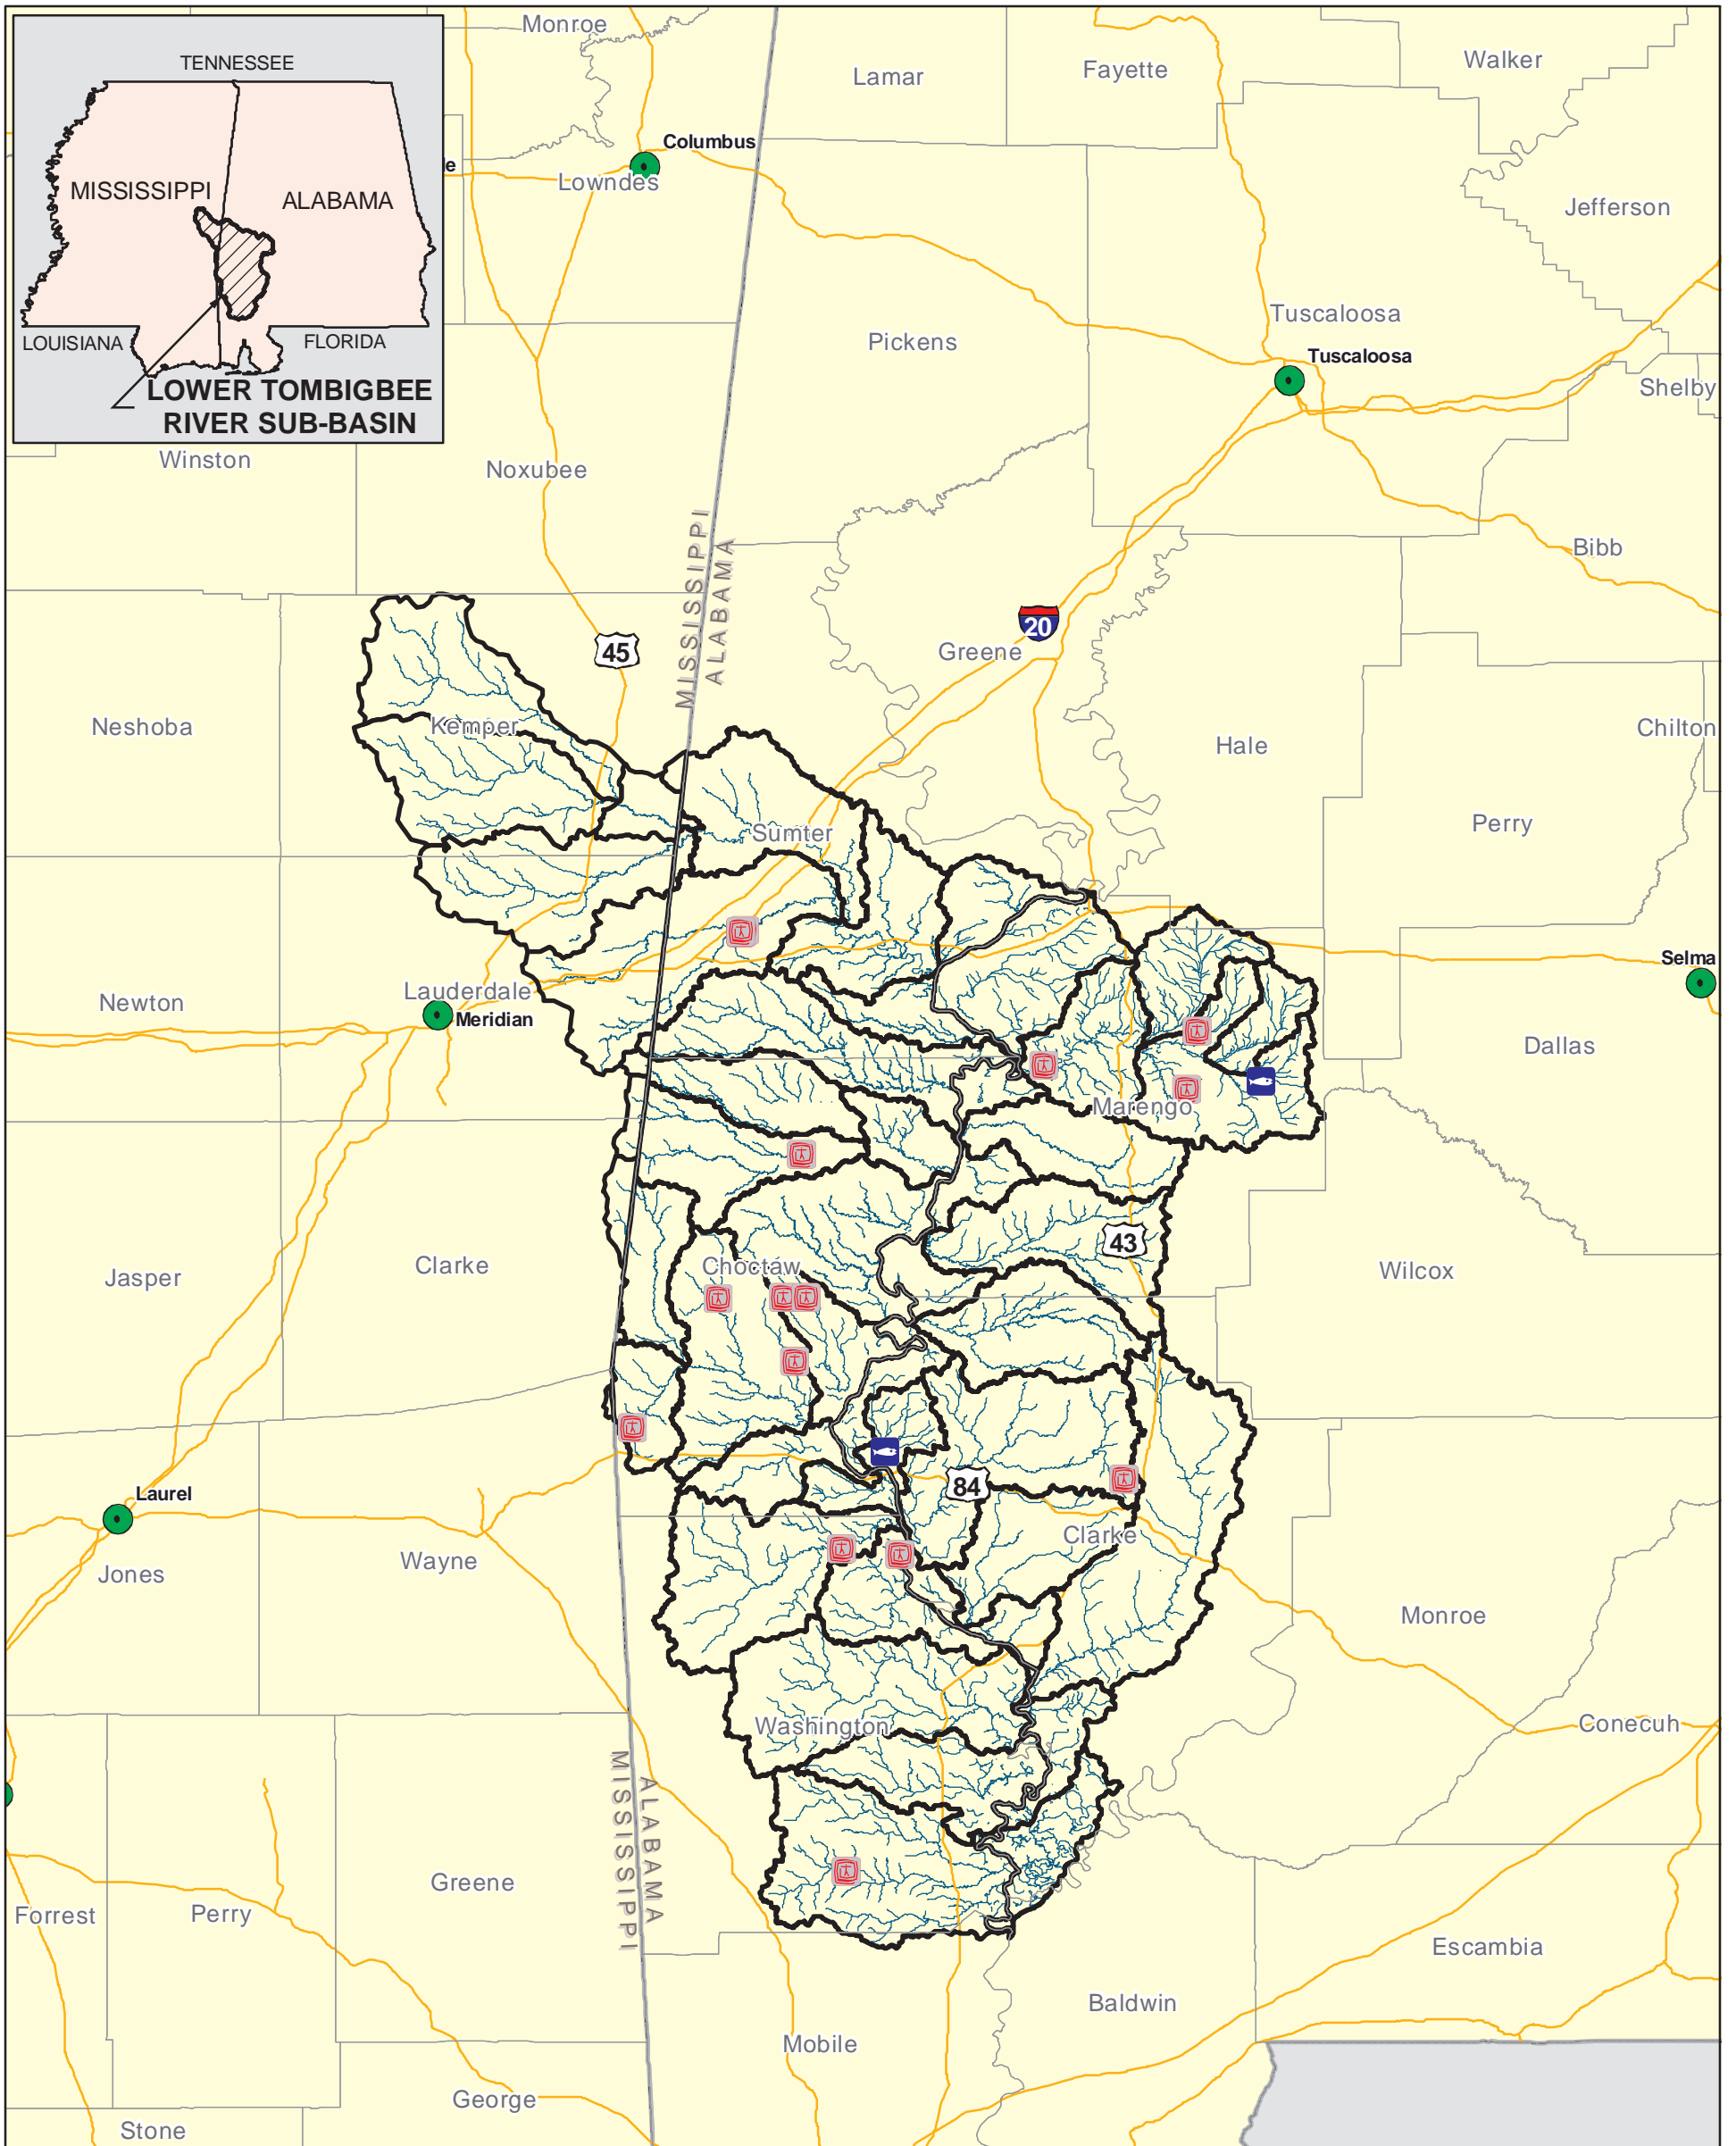 Monroe
Lamar
Fayette
Walker
TENNESSEE
MISSISSIPPI
ALABAMA
LOUISIANA
FLORIDA
LOWER TOMBIGBEE
RIVER SUB-BASIN
le
Columbus
Lowndes
Jefferson
Tuscaloosa
Tuscaloosa
Pickens
Shelby
Winston
Noxubee
Bibb
MISSISSIPPI
ALABAMA
20
45
Greene
Neshoba
Kemper
Hale
Chilton
Sumter
Perry
Selma
Newton
Lauderdale
Meridian
Dallas
Marengo
43
Jasper
Clarke
Choctaw
Wilcox
84
Laurel
Clarke
Jones
Wayne
Monroe
Washington
Conecuh
MISSISSIPPI
ALABAMA
Greene
Forrest
Perry
Escambia
Baldwin
Mobile
George
Stone